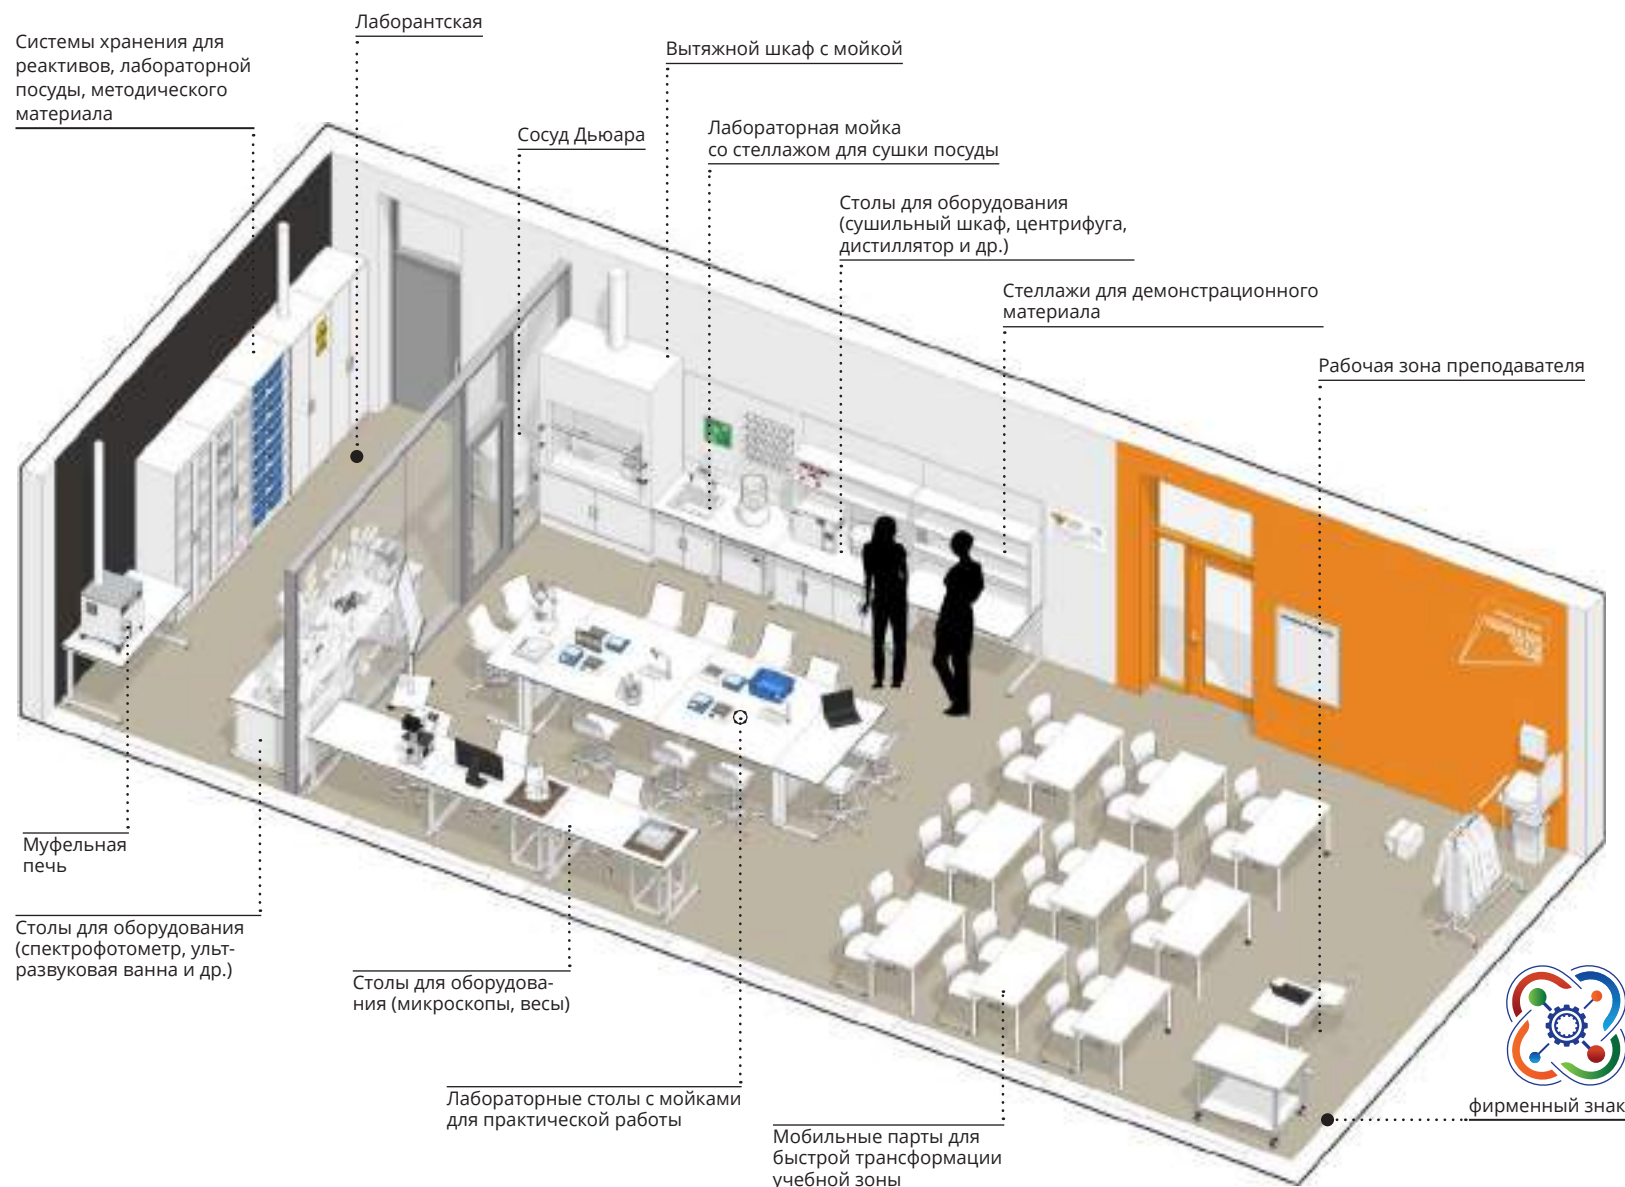 Лаборантская
Системы хранения для
реактивов, лабораторной
посуды, методического
материала
Вытяжной шкаф с мойкой
Сосуд Дьюара
Лабораторная мойка
со стеллажом для сушки посуды
Столы для оборудования
(сушильный шкаф, центрифуга,
дистиллятор и др.)
Стеллажи для демонстрационного
материала
Рабочая зона преподавателя
Муфельная
печь
Столы для оборудования
(спектрофотометр, ульт-
развуковая ванна и др.)
Столы для оборудова-
ния (микроскопы, весы)
Лабораторные столы с мойками
для практической работы
Мобильные парты для
быстрой трансформации
учебной зоны
фирменный знак